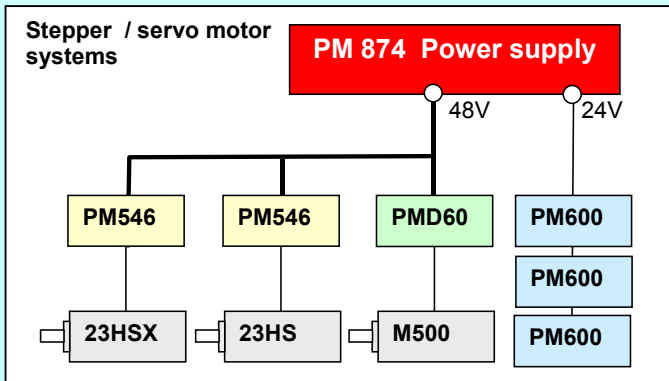 Stepper / servo motor
systems
PM 874 Power supply
48V
24V
PM546
PM546
PMD60
PM600
PM600
23HSX
23HS
M500
PM600